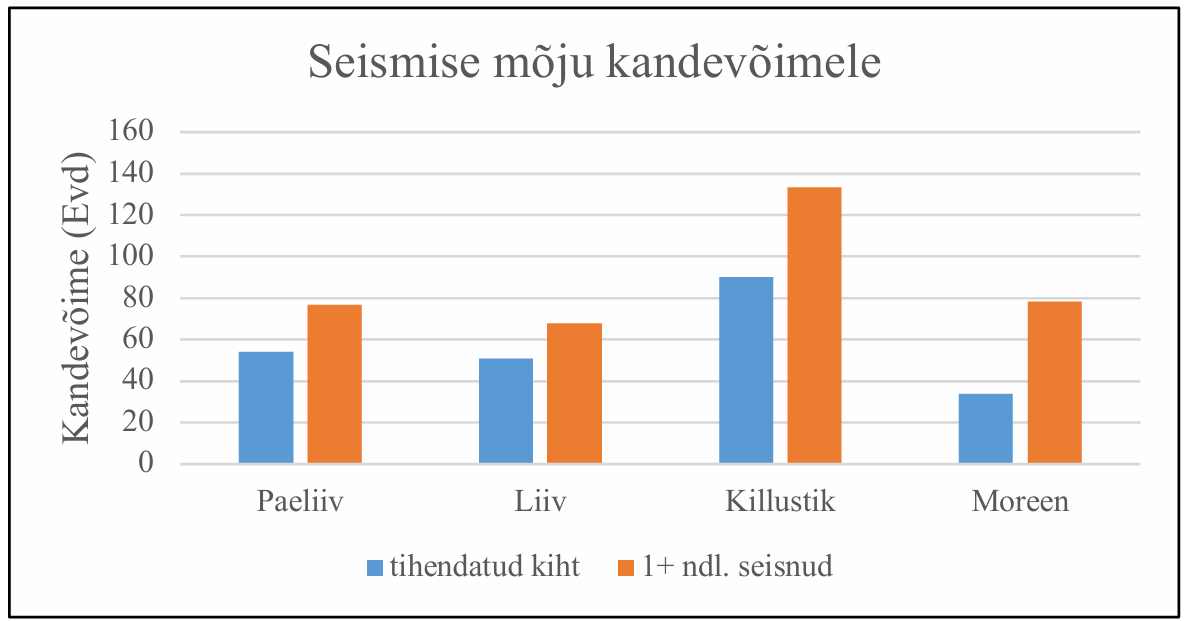 Seismise mõju kandevõimele
Kandevõime (Evd)
160
140
120
100
80
60
40
20
0
Paeliiv Liiv Killustik Moreen
tihendatud kiht 1+ ndl. seisnud